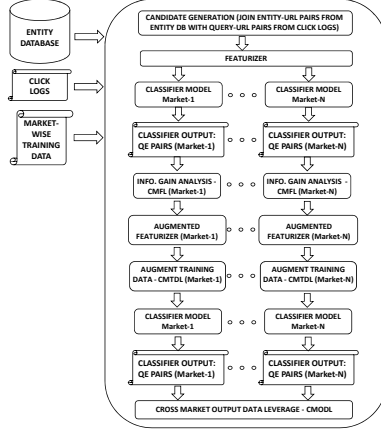 ENTITY
DATABASE
CLICK
LOGS
MARKET-
WISE
TRAINING
DATA
CANDIDATE GENERATION (JOIN ENTITY-URL PAIRS FROM
ENTITY DB WITH QUERY-URL PAIRS FROM CLICK LOGS)
FEATURIZER
CLASSIFIER MODEL
Market-1
CLASSIFIER MODEL
Market-N
CLASSIFIER OUTPUT:
QE PAIRS (Market-1)
CLASSIFIER OUTPUT:
QE PAIRS (Market-N)
INFO. GAIN ANALYSIS -
CMFL (Market-1)
INFO. GAIN ANALYSIS -
CMFL (Market-N)
AUGMENTED
FEATURIZER (Market-1)
AUGMENTED
FEATURIZER (Market-N)
AUGMENT TRAINING
DATA - CMTDL (Market-1)
AUGMENT TRAINING
DATA - CMTDL (Market-N)
CLASSIFIER MODEL
Market-1
CLASSIFIER MODEL
Market-N
CLASSIFIER OUTPUT:
QE PAIRS (Market-1)
CLASSIFIER OUTPUT:
QE PAIRS (Market-N)
CROSS MARKET OUTPUT DATA LEVERAGE - CMODL